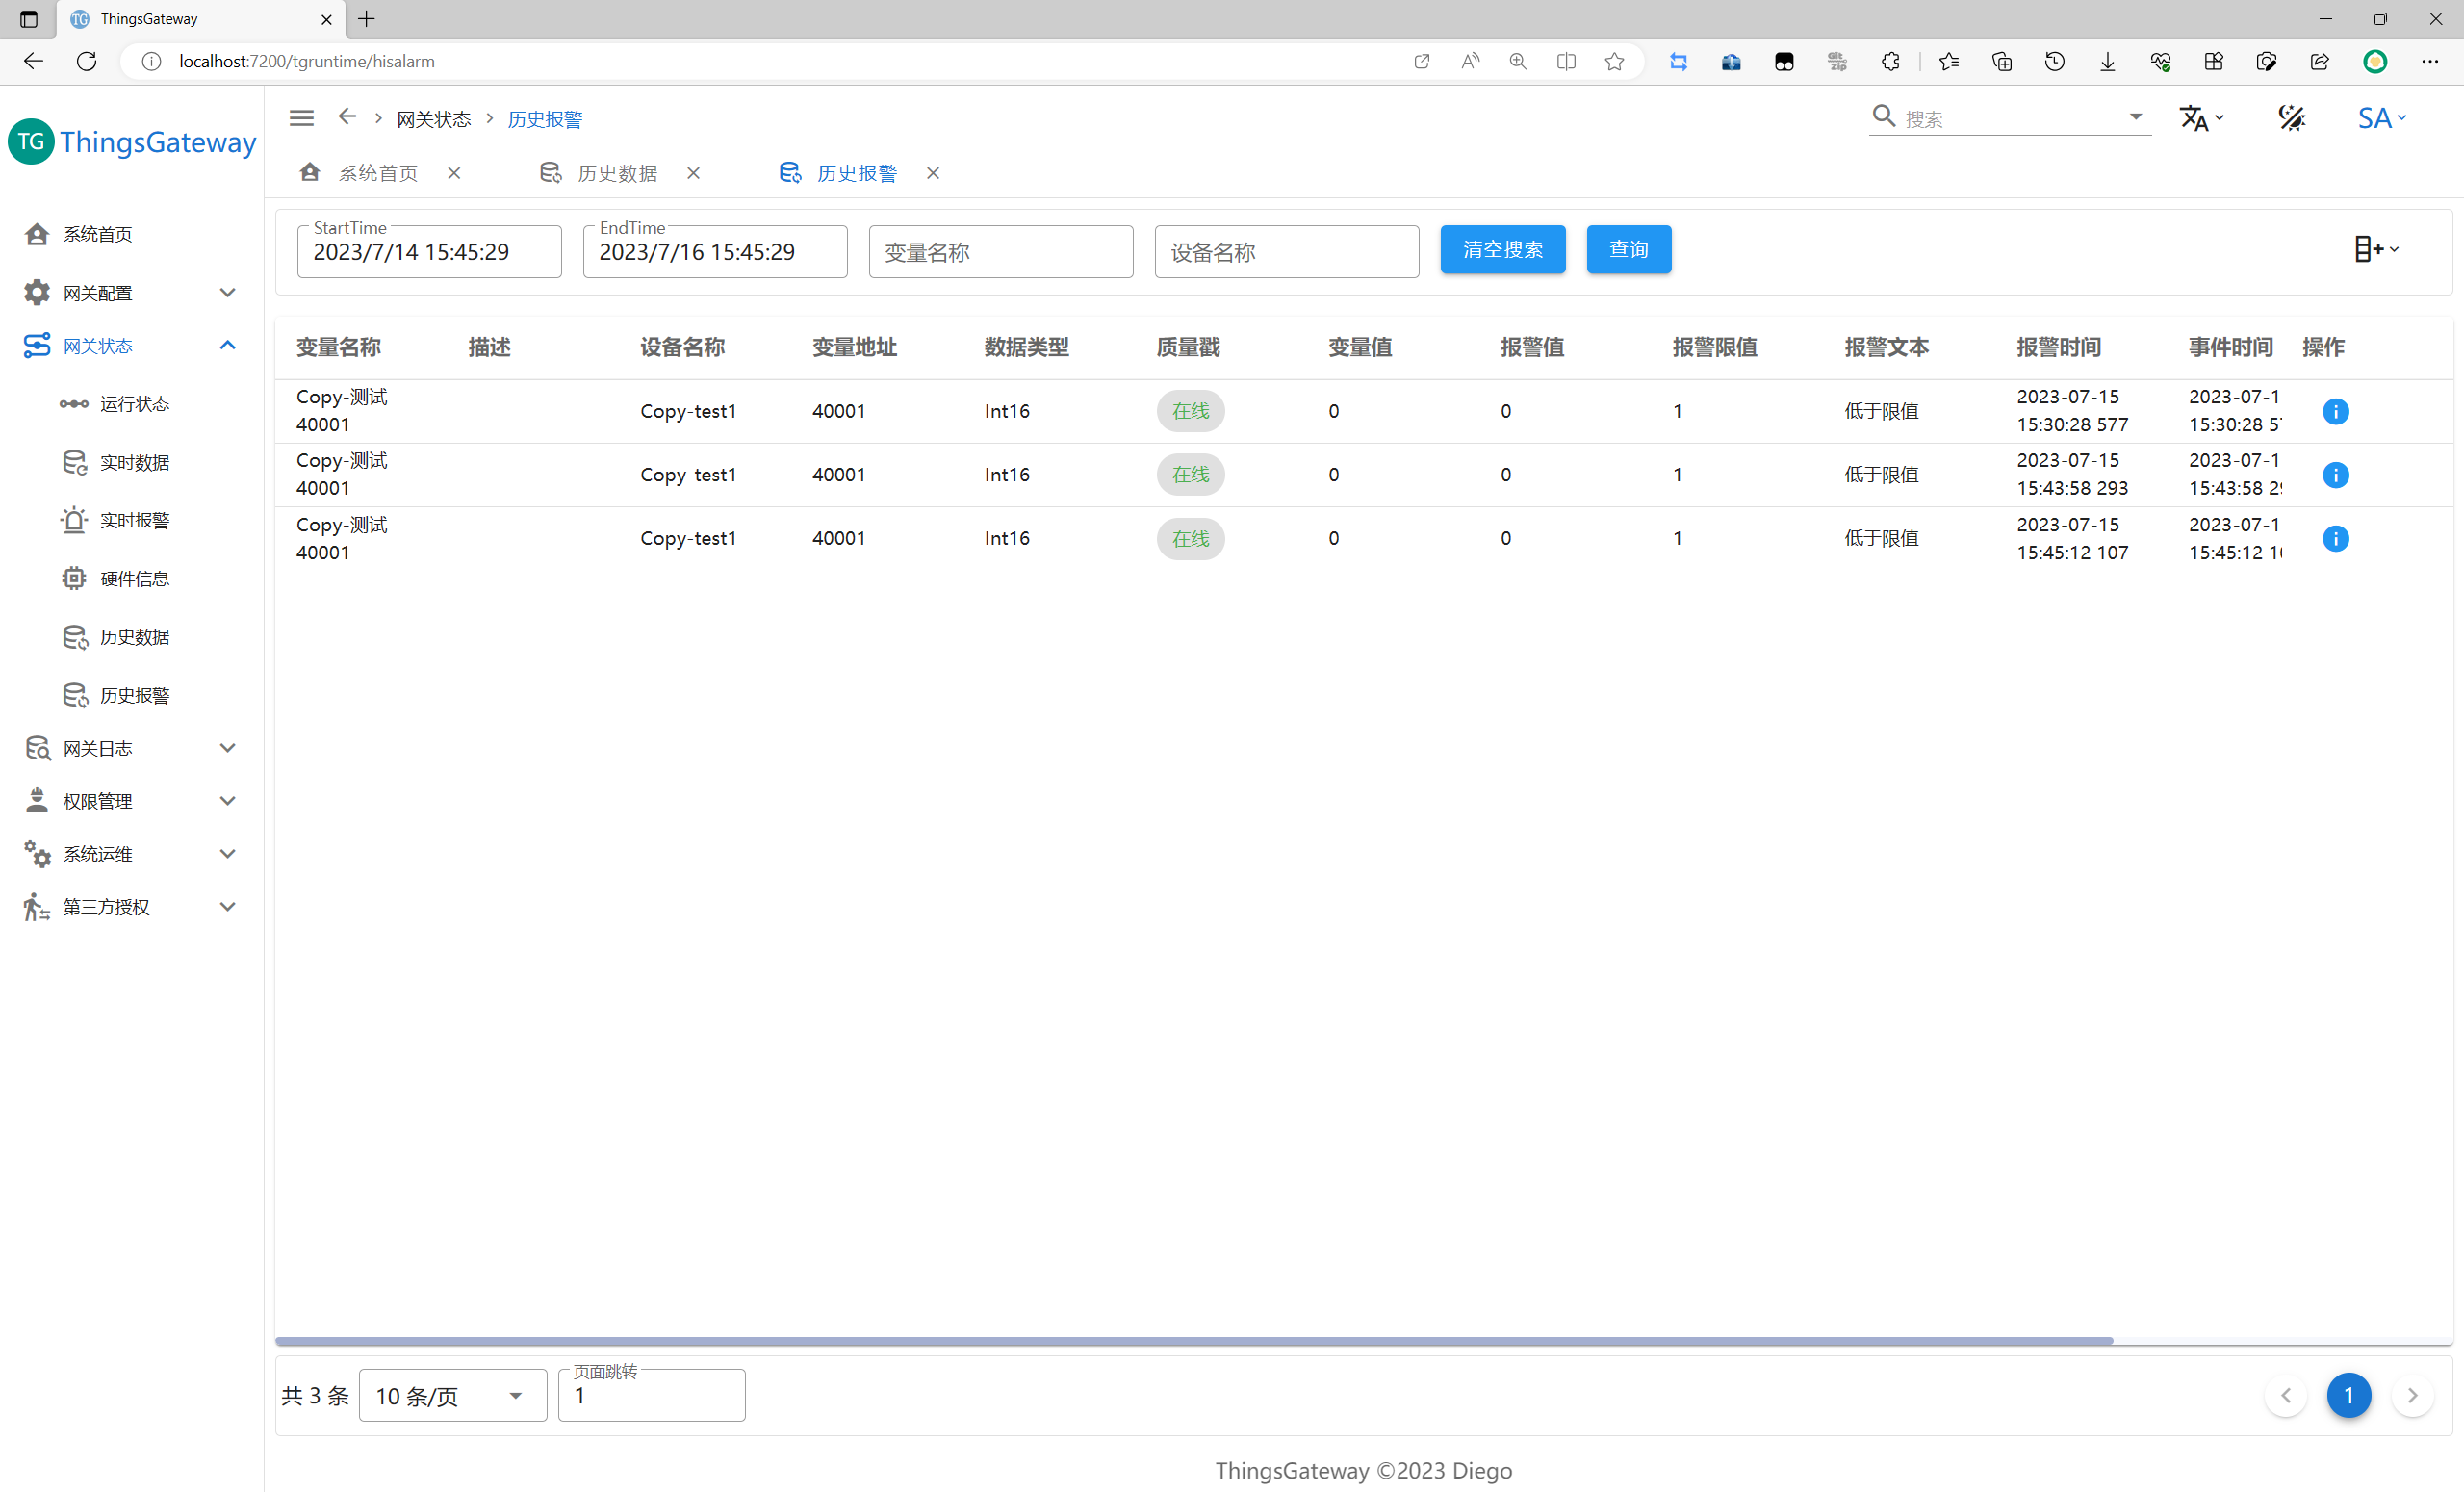 ThingsGateway
localhost:7200/tgruntime/hisalarm
TG ThingsGateway
网关状态 历史报警
搜索
SA
系统首页 历史数据 历史报警
系统首页
网关配置
网关状态
运行状态
实时数据
实时报警
硬件信息
历史数据
历史报警
网关日志
权限管理
系统运维
第三方授权
StartTime
2023/7/14 15:45:29
EndTime
2023/7/16 15:45:29
变量名称
设备名称
清空搜索
查询
变量名称 描述 设备名称 变量地址 数据类型 质量戳 变量值 报警值 报警限值 报警文本 报警时间 事件时间 操作
Copy-测试 40001 Copy-test1 40001 Int16 在线 0 0 1 低于限值 2023-07-15 15:30:28 577 2023-07-1 15:30:28
Copy-测试 40001 Copy-test1 40001 Int16 在线 0 0 1 低于限值 2023-07-15 15:43:58 293 2023-07-1 15:43:58
Copy-测试 40001 Copy-test1 40001 Int16 在线 0 0 1 低于限值 2023-07-15 15:45:12 107 2023-07-1 15:45:12
共 3 条
10 条/页
页面跳转
1
1
ThingsGateway ©2023 Diego